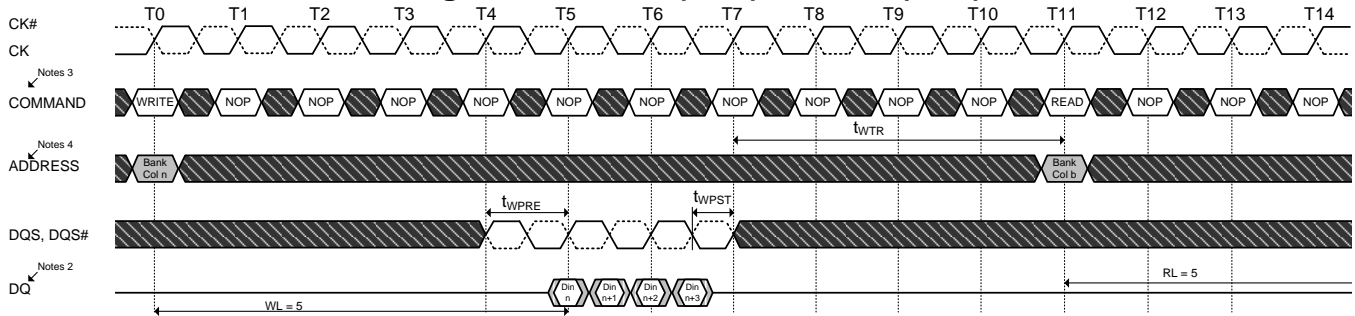 T0 T1 T2 T3 T4 T5 T6 T7 T8 T9 T10 T11 T12 T13 T14
CK#
CK
Notes 3
COMMAND WRITE NOP NOP NOP NOP NOP NOP NOP NOP NOP NOP READ NOP NOP NOP
tWTR
Notes 4
ADDRESS
Bank
Col n
Bank
Col b
tWPRE tWPST
DQS, DQS#
Notes 2
DQ
Din
n
Din
n+1
Din
n+2
Din
n+3
RL = 5
WL = 5